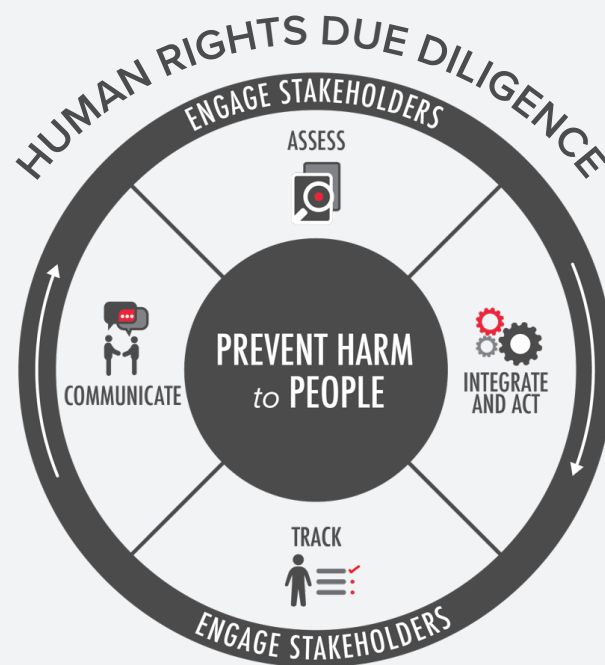 HUMAN RIGHTS DUE DILIGENCE
ENGAGE STAKEHOLDERS
ASSESS
COMMUNICATE
PREVENT HARM
to PEOPLE
INTEGRATE
AND ACT
TRACK
ENGAGE STAKEHOLDERS